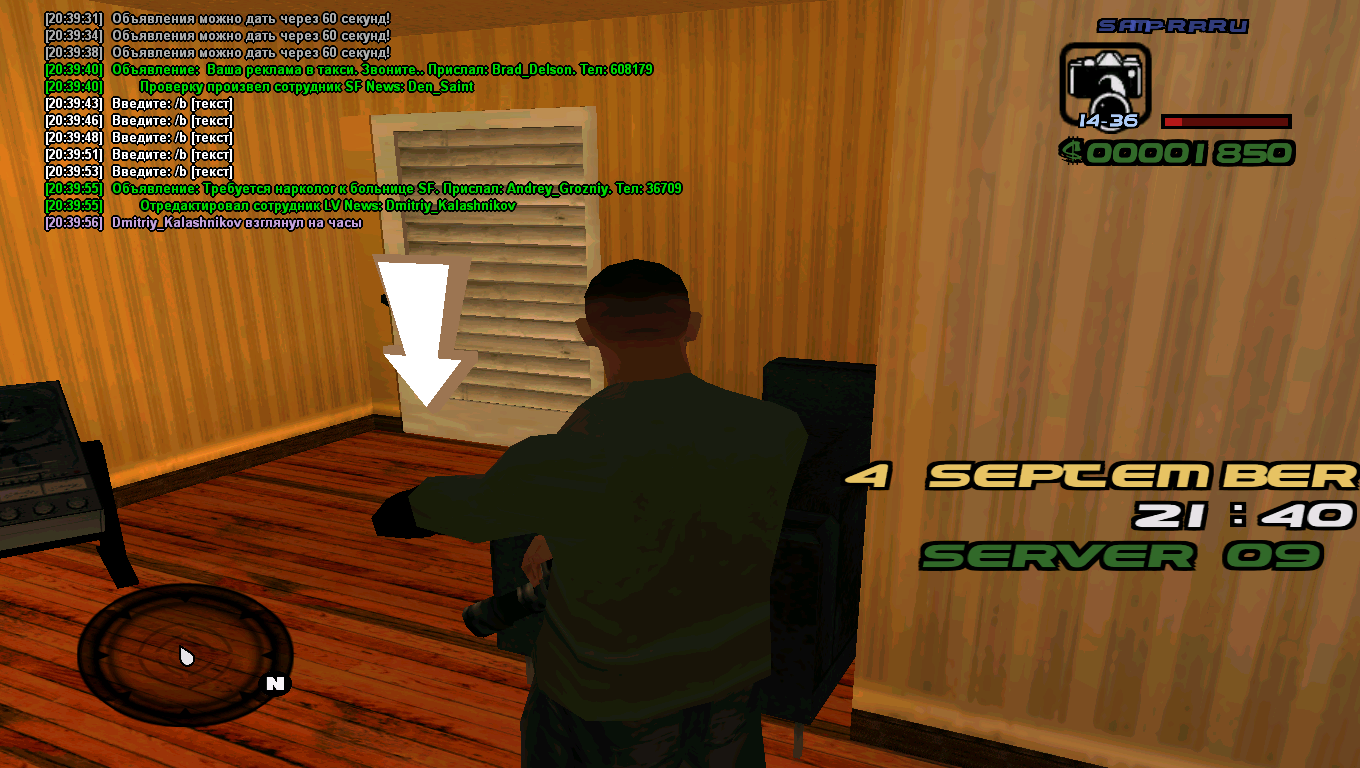 [20:39:31] Объявления можно дать через 60 секунд!
[20:39:34] Объявления можно дать через 60 секунд!
[20:39:38] Объявления можно дать через 60 секунд!
[20:39:40] Объявление: Ваша реклама в такси. Звоните.. Прислал: Brad_Delson. Тел: 608179
[20:39:40] Проверку произвел сотрудник SF News: Den_Saint
[20:39:43] Введите: /b [текст]
[20:39:46] Введите: /b [текст]
[20:39:48] Введите: /b [текст]
[20:39:51] Введите: /b [текст]
[20:39:53] Введите: /b [текст]
[20:39:55] Объявление: Требуется нарколог к больнице SF. Прислал: Andrey_Grozniy. Тел: 36709
[20:39:55] Отредактировал сотрудник LV News: Dmitriy_Kalashnikov
[20:39:56] Dmitriy_Kalashnikov взглянул на часы
SAMP-RP.RU
14-36
$00001850
4 SEPTEMBER
21:40
SERVER 09
N